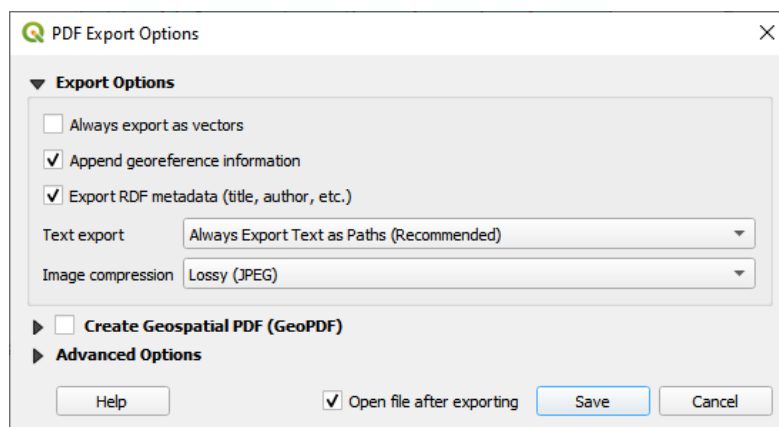 PDF Export Options
Export Options
Always export as vectors
Append georeference information
Export RDF metadata (title, author, etc.)
Text export Always Export Text as Paths (Recommended)
Image compression Lossy (JPEG)
Create Geospatial PDF (GeoPDF)
Advanced Options
Help Open file after exporting Save Cancel